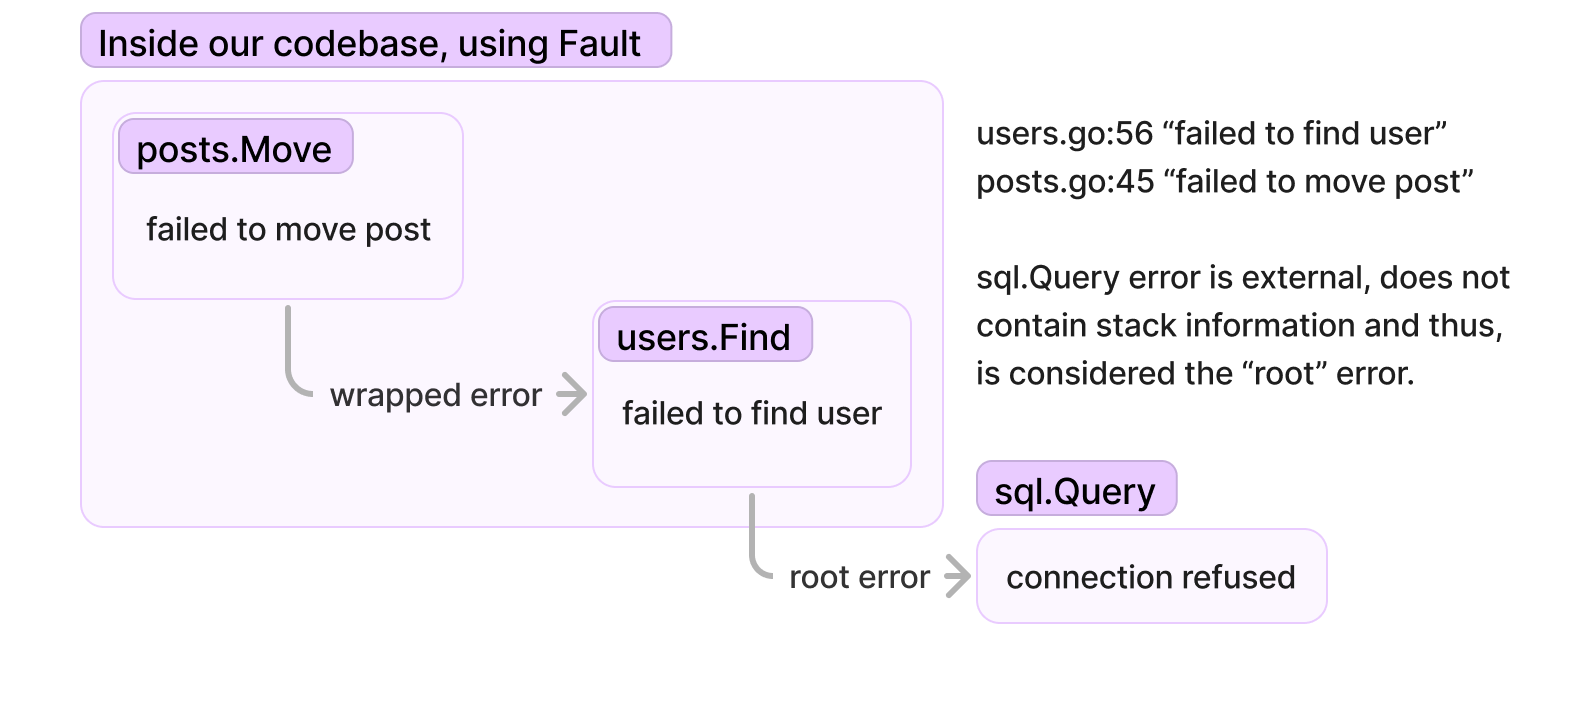 Inside our codebase, using Fault
posts.Move
failed to move post
wrapped error
users.Find
failed to find user
root error
users.go:56 “failed to find user”
posts.go:45 “failed to move post”
sql.Query error is external, does not
contain stack information and thus,
is considered the “root” error.
sql.Query
connection refused